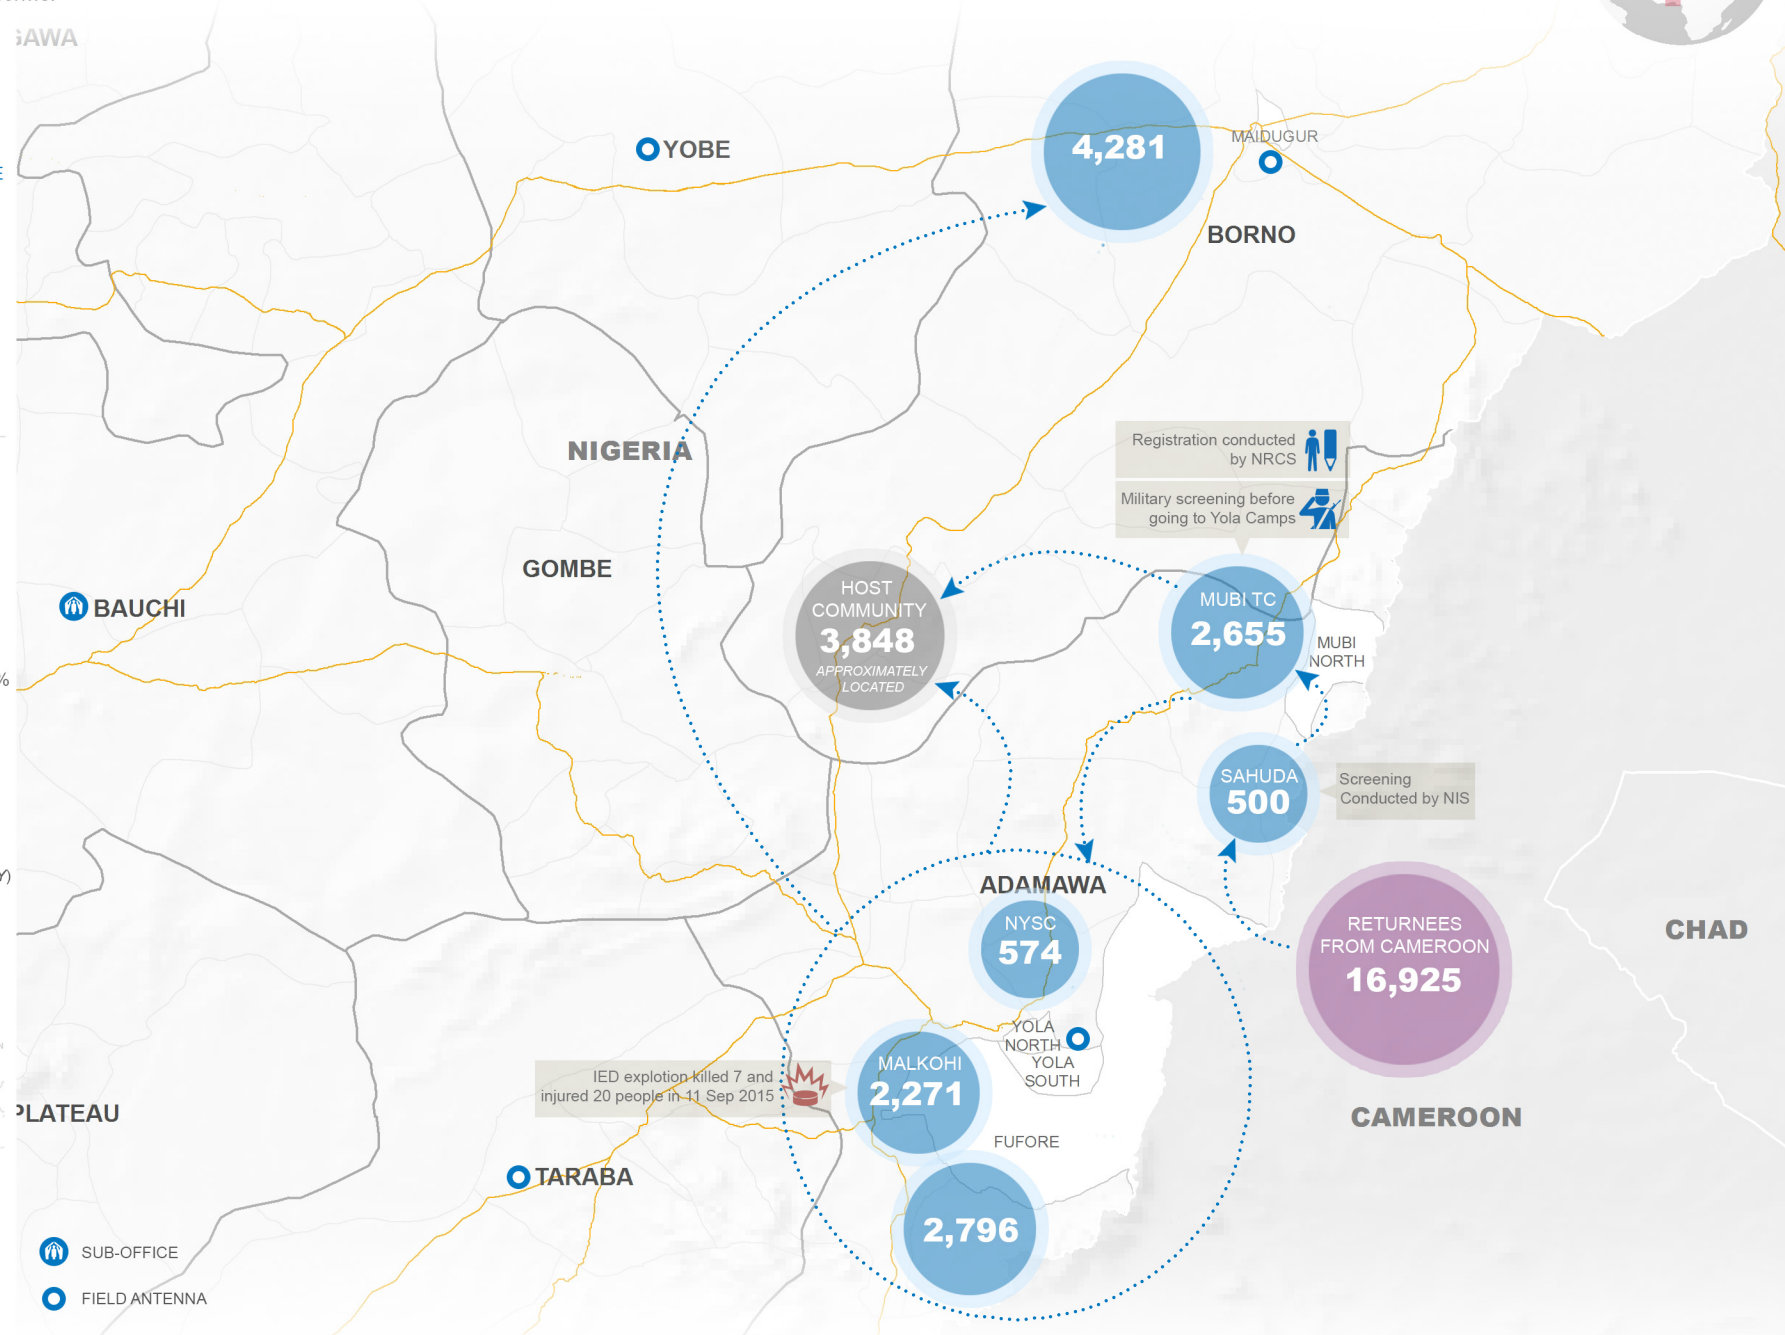 YOBE
4,281
MAIDUGUR
BORNO
NIGERIA
Registration conducted
by NRCS
Military screening before
going to Yola Camps
GOMBE
BAUCHI
HOST
COMMUNITY
3,848
APPROXIMATELY
LOCATED
MUBI TC
2,655
MUBI
NORTH
SAHUDA
500
Screening
Conducted by NIS
ADAMAWA
NYSC
574
RETURNEES
FROM CAMEROON
16,925
CHAD
YOLA
NORTH
YOLA
SOUTH
MALKOHI
2,271
IED explotion killed 7 and
injured 20 people in 11 Sep 2015
PLATEAU
CAMEROON
FUFORE
TARABA
2,796
SUB-OFFICE
FIELD ANTENNA